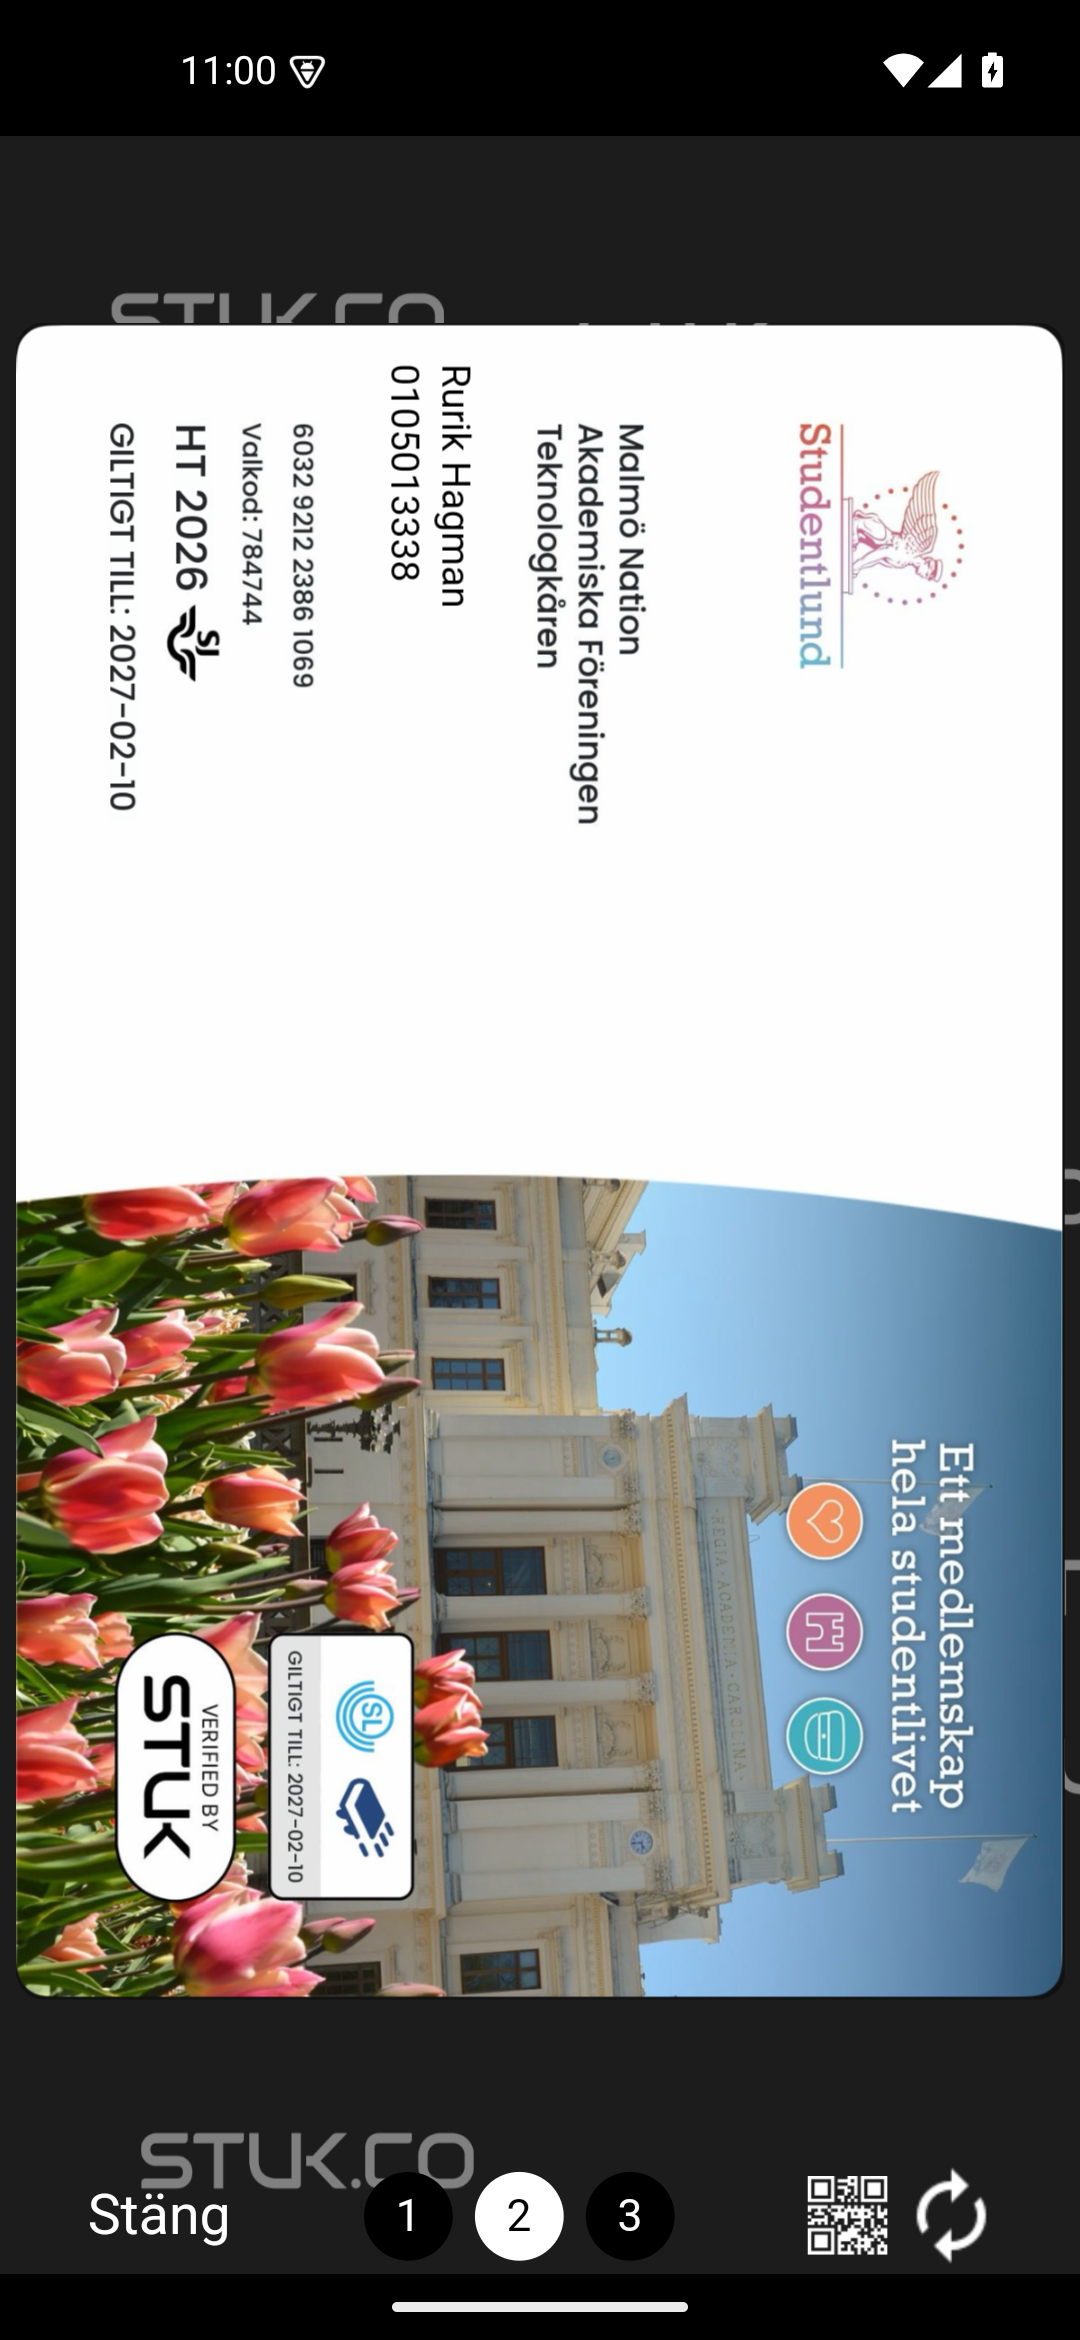 11:00
STUK.CO
Studentlund
Malmö Nation
Akademiska Föreningen
Teknologkåren
Rurik Hagman
0105013338
6032 9212 2386 1069
Valkod: 784744
HT 2026 SJ
GILTIGT TILL: 2027-02-10
Ett medlemskap
hela studentlivet
REGIA·ACADEMIA·CAROLINA·
SL
GILTIGT TILL: 2027-02-10
VERIFIED BY
STUK
STUK.CO
Stäng
1
2
3